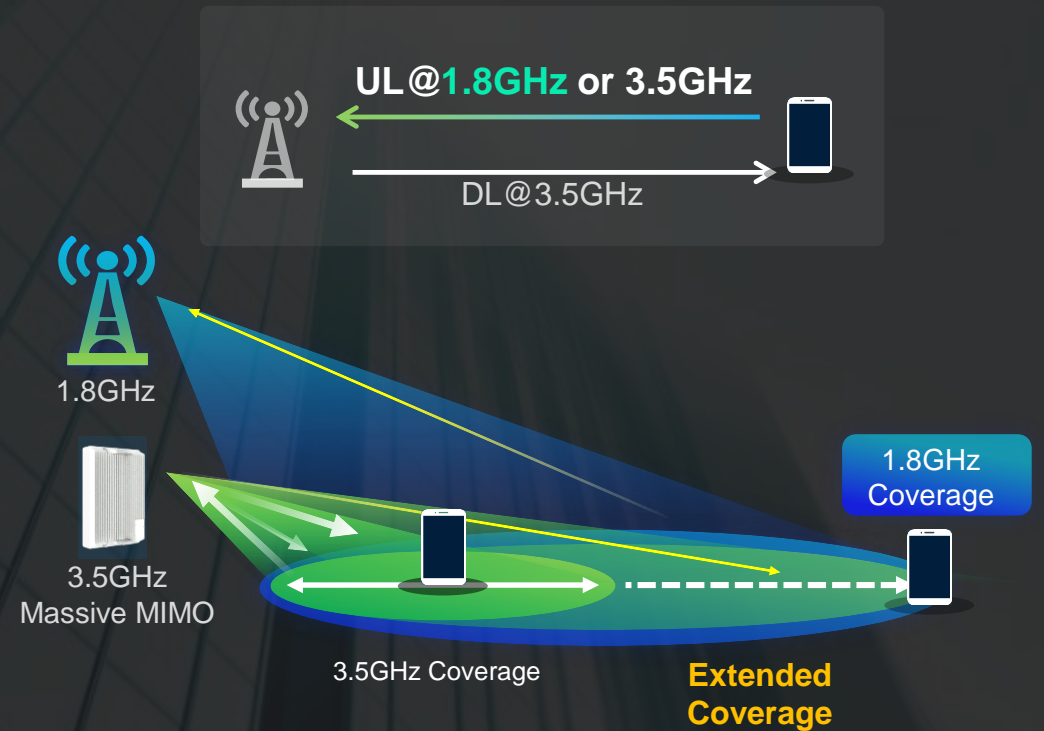 UL@1.8GHz or 3.5GHz
DL@3.5GHz
1.8GHz
3.5GHz
Massive MIMO
1.8GHz
Coverage
3.5GHz Coverage
Extended
Coverage